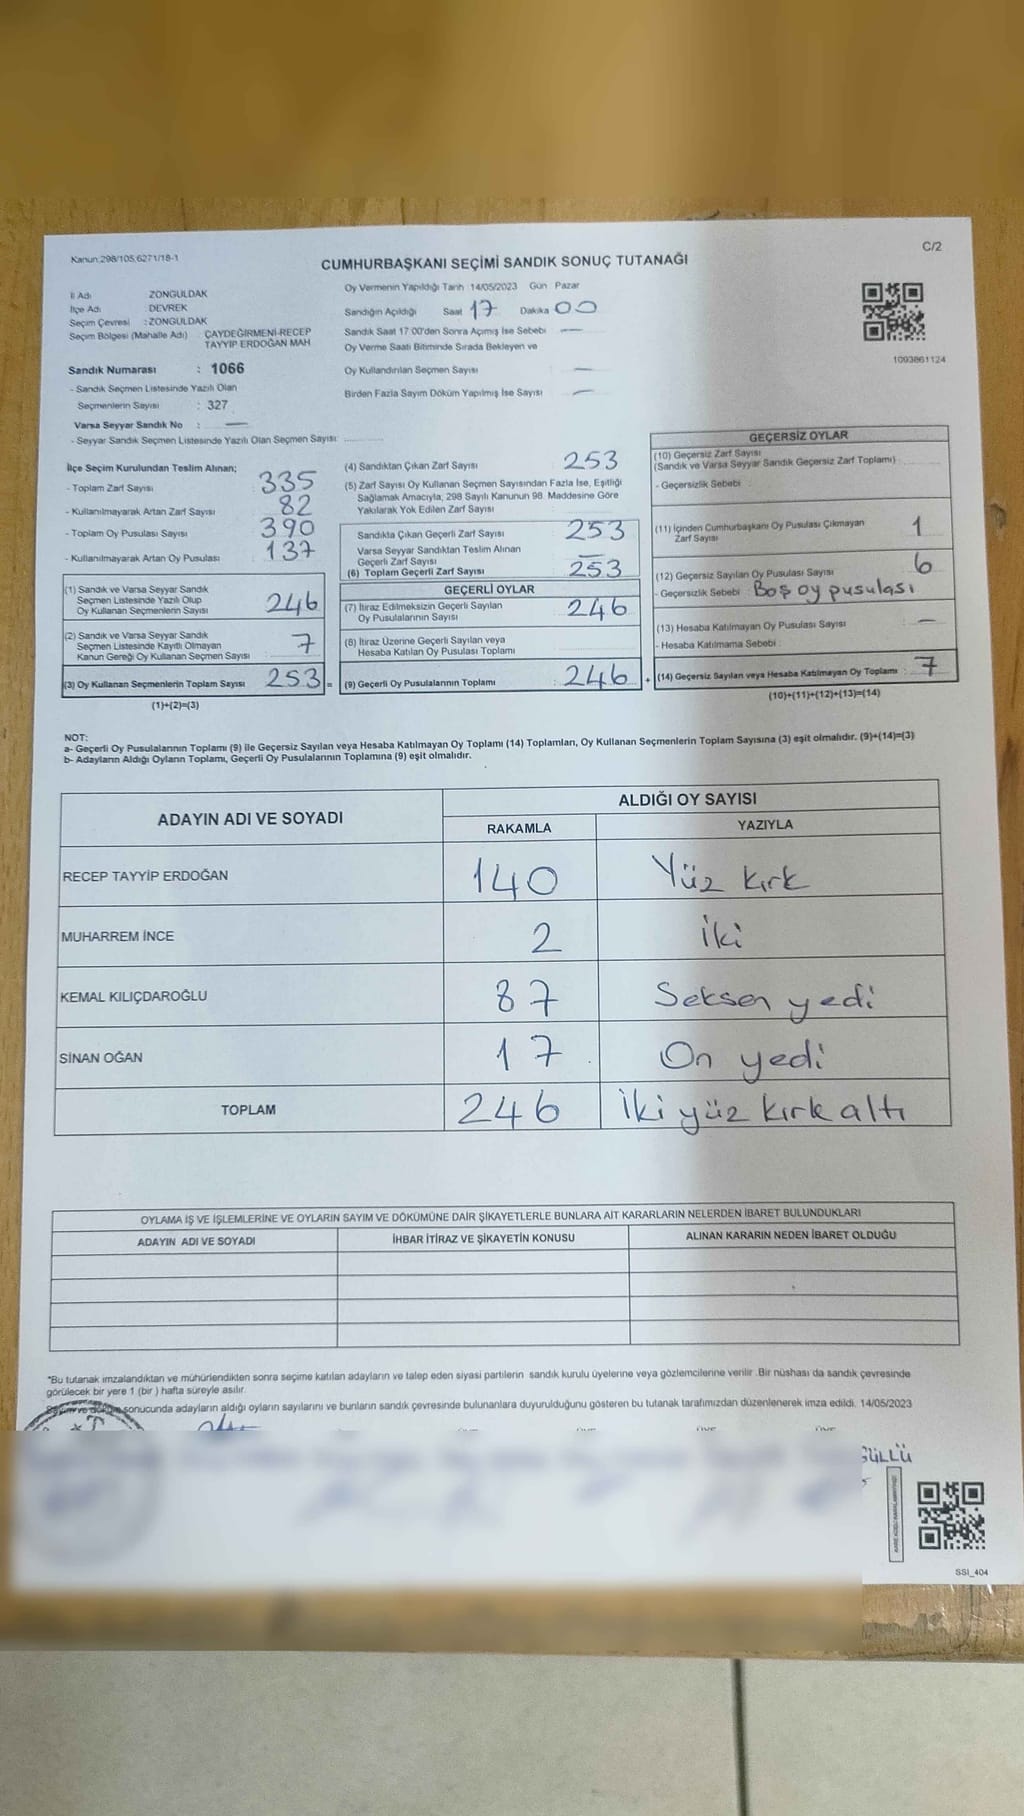 Kanun:298/105,6271/18-1
C/2
CUMHURBAŞKANI SEÇİMİ SANDIK SONUÇ TUTANAĞI
İl Adı ZONGULDAK
İlçe Adı DEVREK
Seçim Çevresi : ZONGULDAK
Seçim Bölgesi (Mahalle Adı) : ÇAYDEĞİRMENİ-RECEP
TAYYİP ERDOĞAN MAH
Sandık Numarası : 1066
- Sandık Seçmen Listesinde Yazılı Olan
Seçmenlerin Sayısı : 327
Varsa Seyyar Sandık No : —
- Seyyar Sandık Seçmen Listesinde Yazılı Olan Seçmen Sayısı:
Oy Vermenin Yapıldığı Tarih :14/05/2023 Gün Pazar
Sandığın Açıldığı Saat 17 Dakika 00
Sandık Saat 17:00'den Sonra Açımış İse Sebebi —
Oy Verme Saati Bitiminde Sırada Bekleyen ve
Oy Kullandırılan Seçmen Sayısı : —
Birden Fazla Sayım Döküm Yapılmış İse Sayısı : —
1093861124
İlçe Seçim Kurulundan Teslim Alınan;
- Toplam Zarf Sayısı 335
- Kullanılmayarak Artan Zarf Sayısı : 82
- Toplam Oy Pusulası Sayısı 390
- Kullanılmayarak Artan Oy Pusulası : 137
(1) Sandık ve Varsa Seyyar Sandık
Seçmen Listesinde Yazılı Olup
Oy Kullanan Seçmenlerin Sayısı 246
(2) Sandık ve Varsa Seyyar Sandık
Seçmen Listesinde Kayıtlı Olmayan
Kanun Gereği Oy Kullanan Seçmen Sayısı 7
(3) Oy Kullanan Seçmenlerin Toplam Sayısı 253 =
(1)+(2)=(3)
(4) Sandıktan Çıkan Zarf Sayısı 253
(5) Zarf Sayısı Oy Kullanan Seçmen Sayısından Fazla İse, Eşitliği
Sağlamak Amacıyla, 298 Sayılı Kanunun 98. Maddesine Göre
Yakılarak Yok Edilen Zarf Sayısı
Sandıkta Çıkan Geçerli Zarf Sayısı 253
Varsa Seyyar Sandıktan Teslim Alınan
Geçerli Zarf Sayısı —
(6) Toplam Geçerli Zarf Sayısı : 253
GEÇERLİ OYLAR
(7) İtiraz Edilmeksizin Geçerli Sayılan
Oy Pusulalarının Sayısı : 246
(8) İtiraz Üzerine Geçerli Sayılan veya
Hesaba Katılan Oy Pusulası Toplamı
(9) Geçerli Oy Pusulalarının Toplamı : 246 +
GEÇERSİZ OYLAR
(10) Geçersiz Zarf Sayısı
(Sandık ve Varsa Seyyar Sandık Geçersiz Zarf Toplamı)
- Geçersizlik Sebebi :
(11) İçinden Cumhurbaşkanı Oy Pusulası Çıkmayan
Zarf Sayısı 1
(12) Geçersiz Sayılan Oy Pusulası Sayısı 6
- Geçersizlik Sebebi : Boş oy pusulası
(13) Hesaba Katılmayan Oy Pusulası Sayısı —
- Hesaba Katılmama Sebebi :
(14) Geçersiz Sayılan veya Hesaba Katılmayan Oy Toplamı : 7
(10)+(11)+(12)+(13)=(14)
NOT:
a- Geçerli Oy Pusulalarının Toplamı (9) ile Geçersiz Sayılan veya Hesaba Katılmayan Oy Toplamı (14) Toplamları, Oy Kullanan Seçmenlerin Toplam Sayısına (3) eşit olmalıdır. (9)+(14)=(3)
b- Adayların Aldığı Oyların Toplamı, Geçerli Oy Pusulalarının Toplamına (9) eşit olmalıdır.
ADAYIN ADI VE SOYADI ALDIĞI OY SAYISI
RAKAMLA YAZIYLA
RECEP TAYYİP ERDOĞAN 140 Yüz kırk
MUHARREM İNCE 2 İki
KEMAL KILIÇDAROĞLU 87 Seksen yedi
SİNAN OĞAN 17 On yedi
TOPLAM 246 İki yüz kırk altı
OYLAMA İŞ VE İŞLEMLERİNE VE OYLARIN SAYIM VE DÖKÜMÜNE DAİR ŞİKAYETLERLE BUNLARA AİT KARARLARIN NELERDEN İBARET BULUNDUKLARI
ADAYIN ADI VE SOYADI İHBAR İTİRAZ VE ŞİKAYETİN KONUSU ALINAN KARARIN NEDEN İBARET OLDUĞU
*Bu tutanak imzalandıktan ve mühürlendikten sonra seçime katılan adayların ve talep eden siyasi partilerin sandık kurulu üyelerine veya gözlemcilerine verilir. Bir nüshası da sandık çevresinde
görülecek bir yere 1 (bir ) hafta süreyle asılır.
Sayım ve döküm sonucunda adayların aldığı oyların sayılarını ve bunların sandık çevresinde bulunanlara duyurulduğunu gösteren bu tutanak tarafımızdan düzenlenerek imza edildi. 14/05/2023
GÜLLÜ
SSI_404